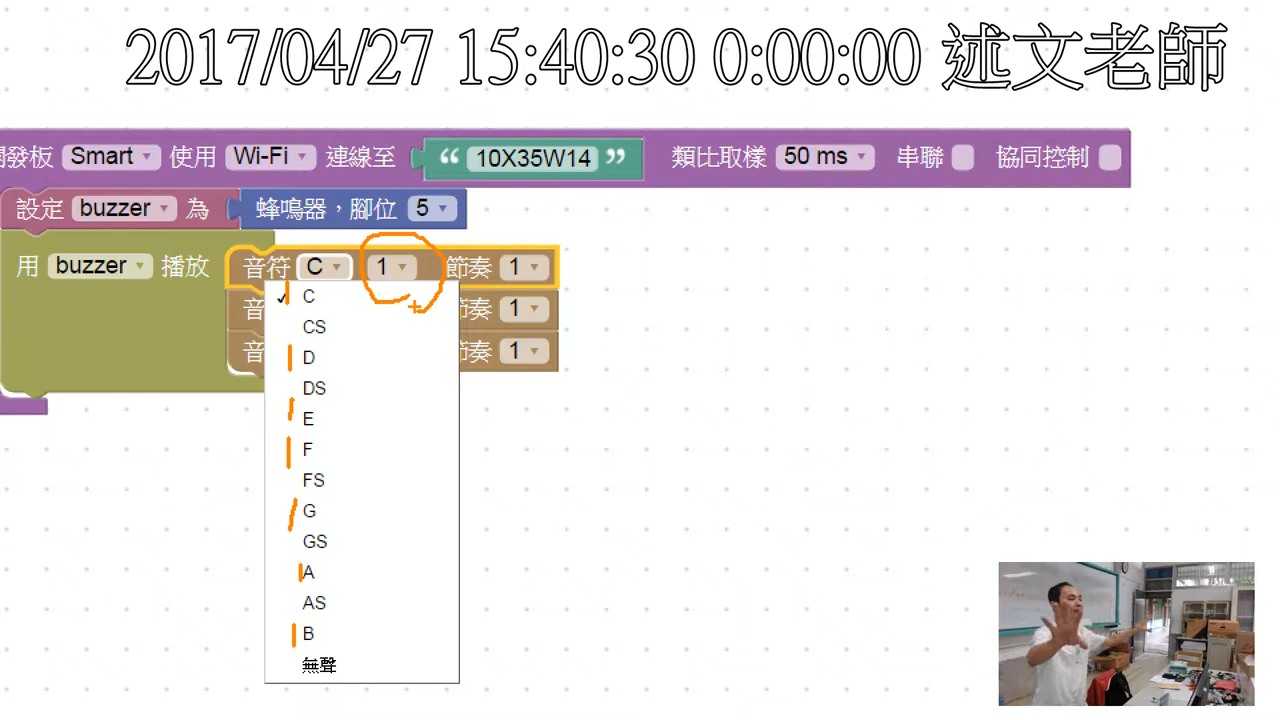 2017/04/27 15:40:30 0:00:00 述文老師
開發板 Smart 使用 Wi-Fi 連線至 “ 10X35W14 ” 類比取樣 50 ms 串聯 協同控制
設定 buzzer 為 蜂鳴器，腳位 5
用 buzzer 播放 音符 C 1 節奏 1
音 節奏 1
音 節奏 1
✓ C
CS
D
DS
E
F
FS
G
GS
A
AS
B
無聲